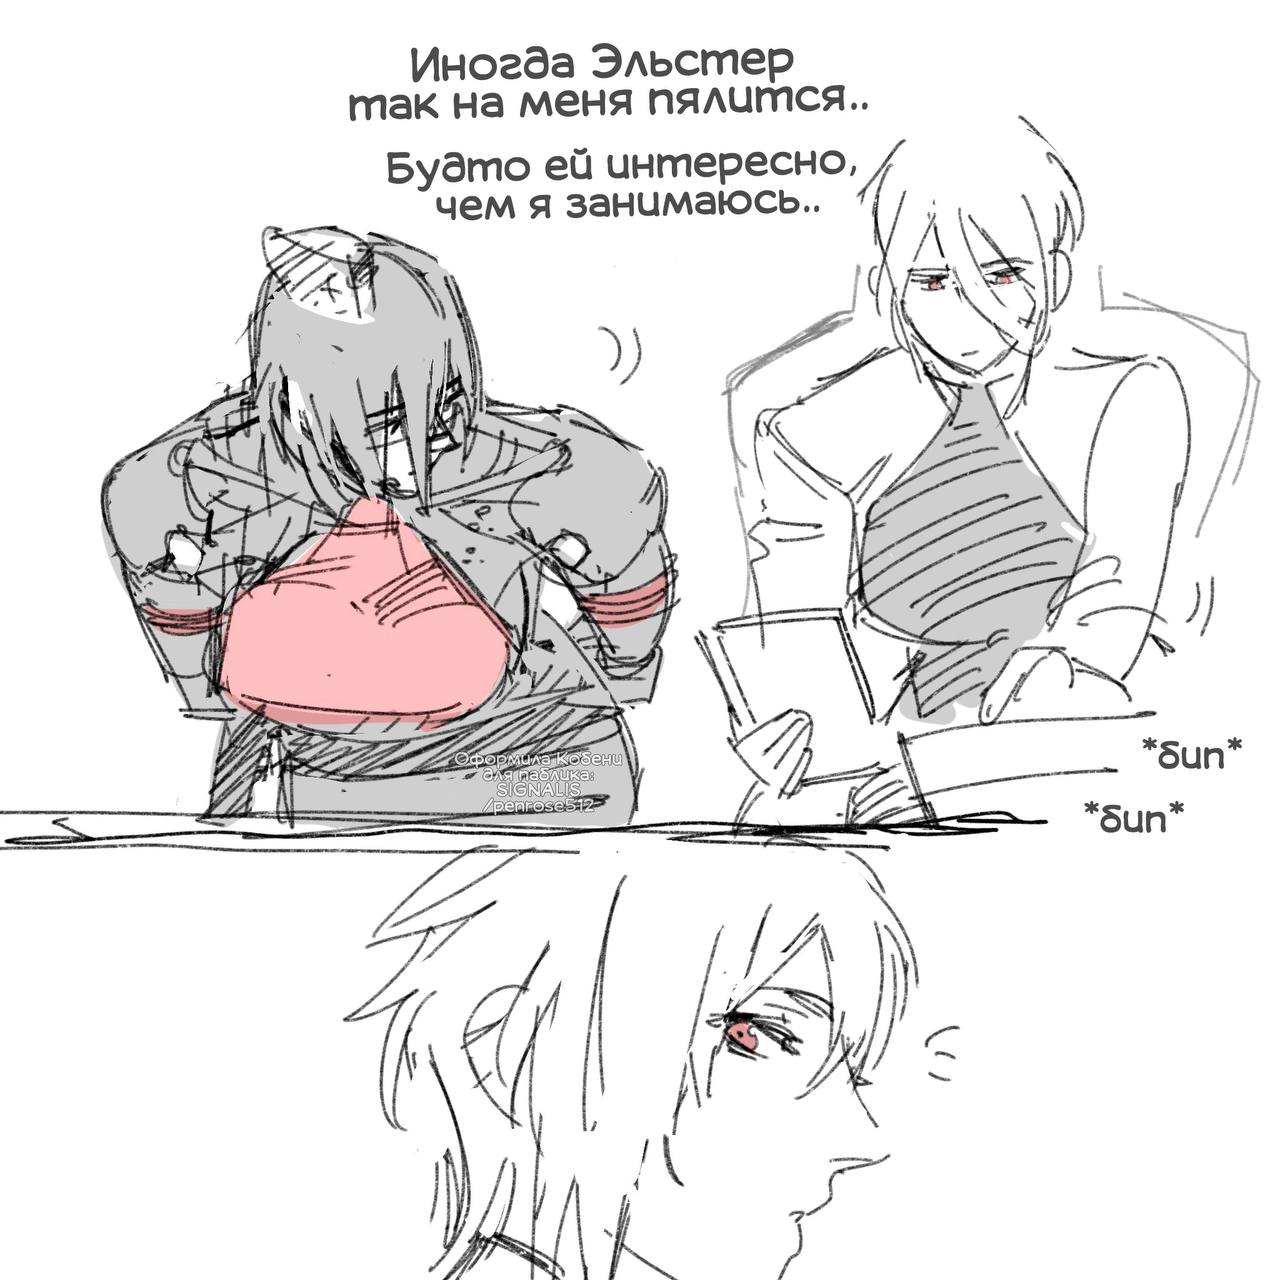 Иногда Эльстер
так на меня пялится..
Будто ей интересно,
чем я занимаюсь..
*бип*
*бип*
Оформила Кобени
для паблика:
SIGNALIS
/penrose512